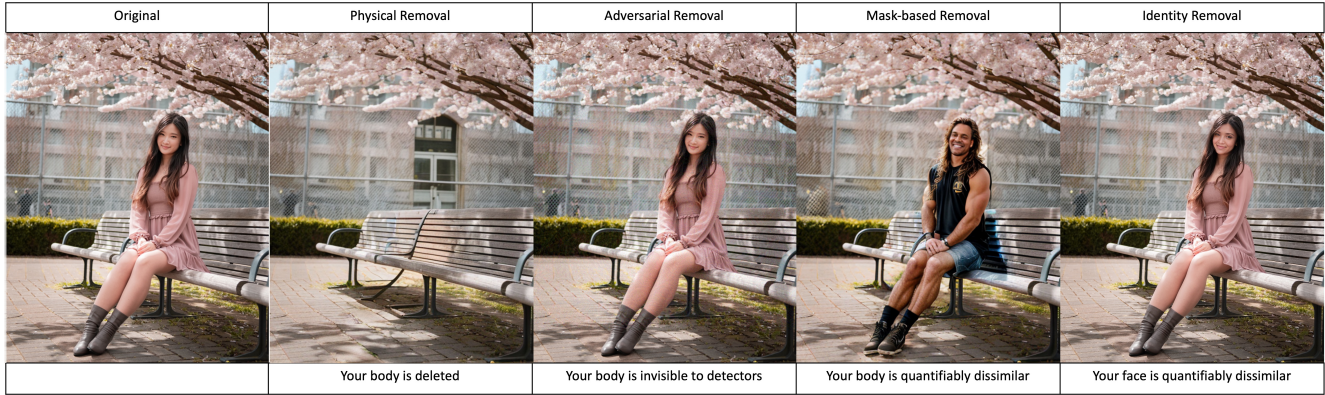 Original
Physical Removal
Adversarial Removal
Mask-based Removal
Identity Removal
Your body is deleted
Your body is invisible to detectors
Your body is quantifiably dissimilar
Your face is quantifiably dissimilar